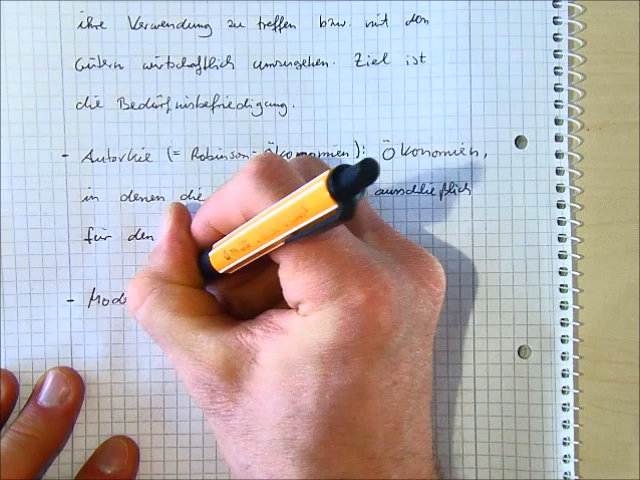 ihre Verwendung zu treffen bzw. mit den
Gütern wirtschaftlich umzugehen. Ziel ist
die Bedürfnisbefriedigung.
- Autarkie (= Robinson-Ökonomien): Ökonomien,
in denen die ausschließlich
für den
- Mod